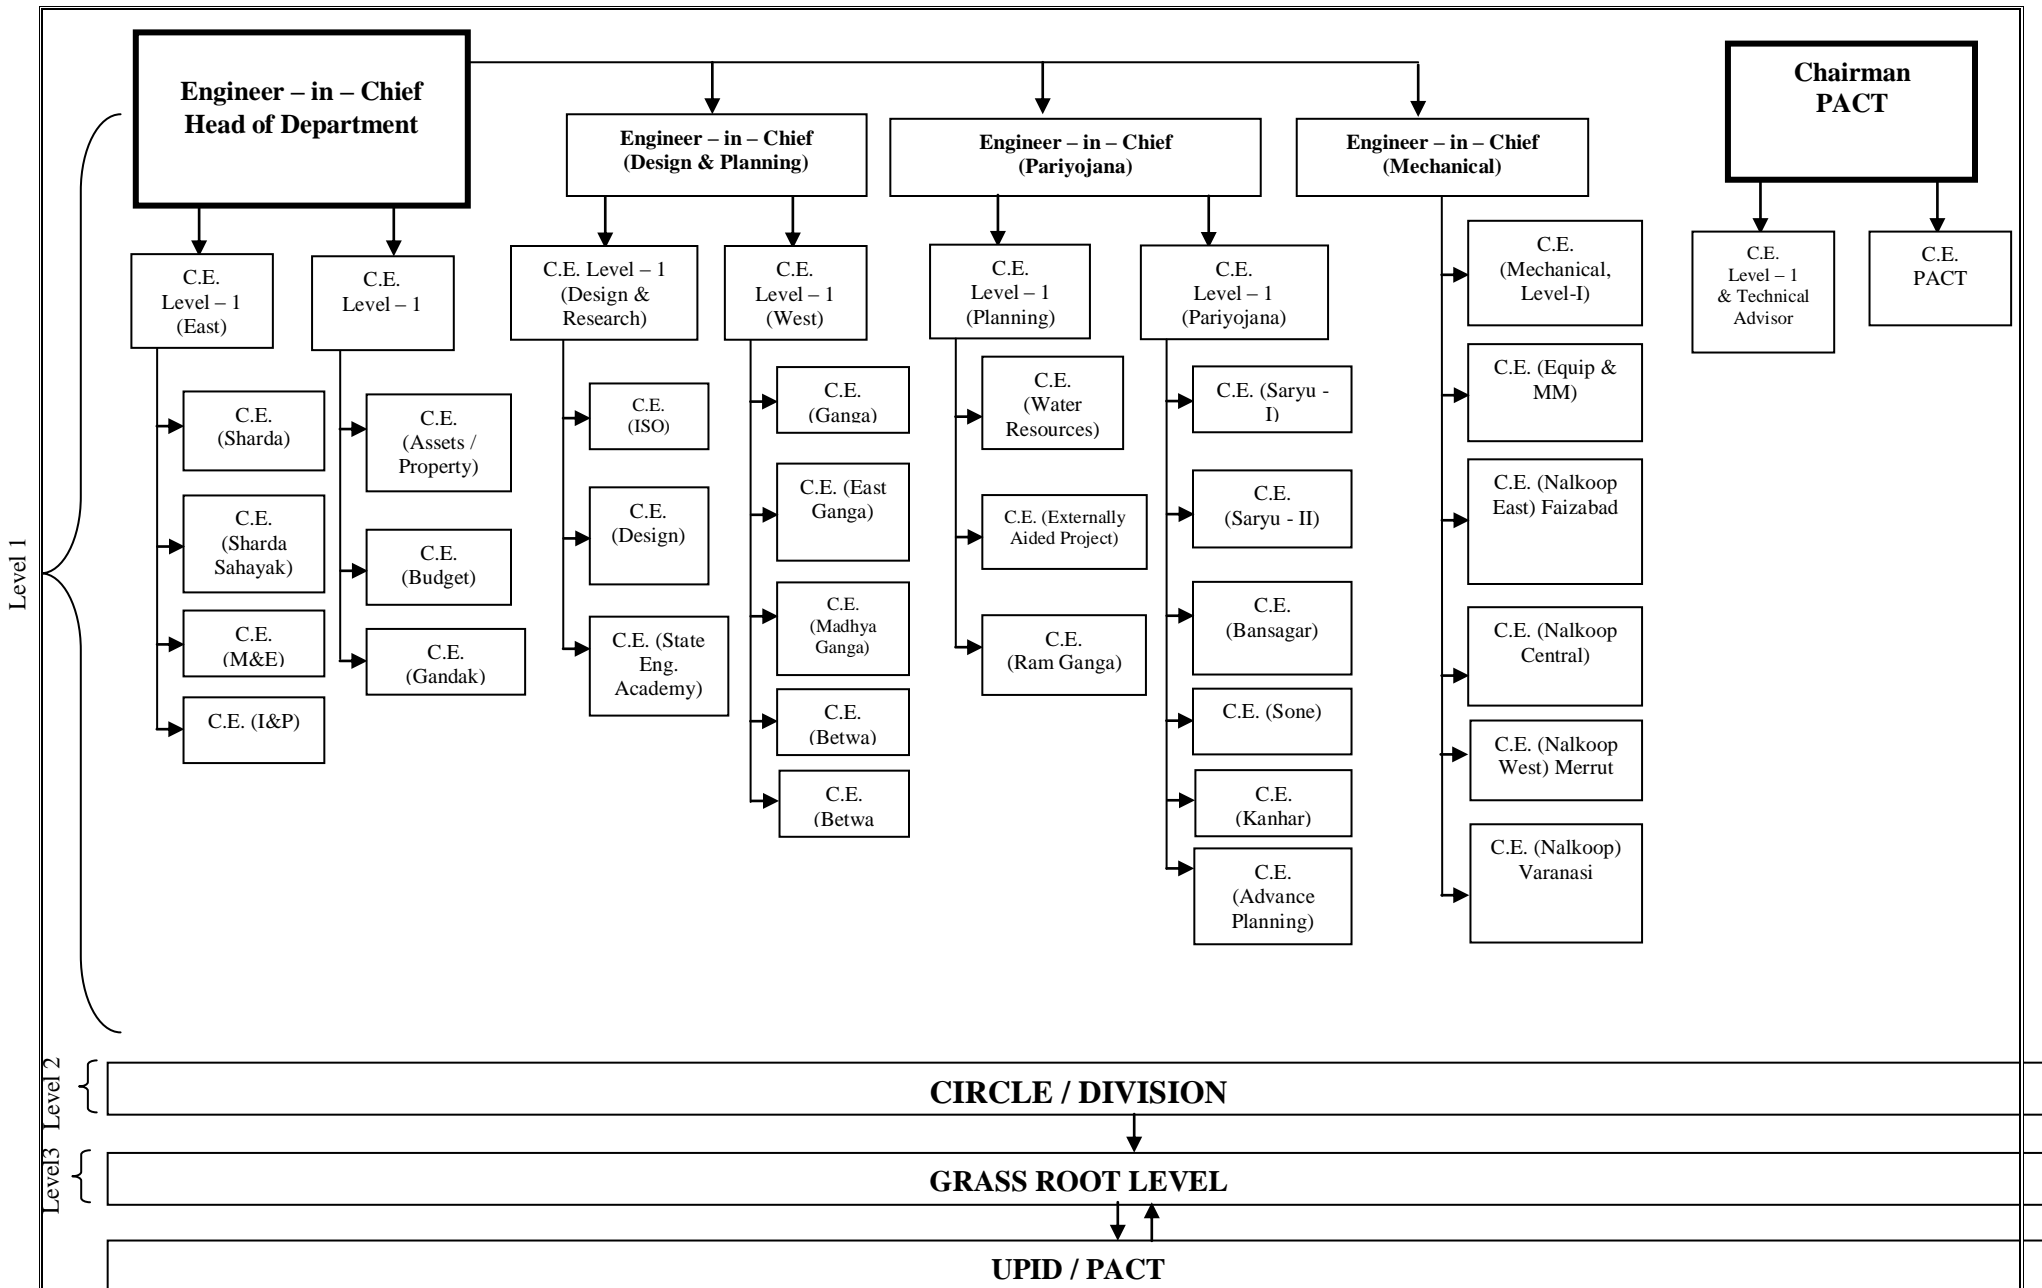 Engineer – in – Chief
Head of Department
Chairman
PACT
Engineer – in – Chief
(Design & Planning)
Engineer – in – Chief
(Pariyojana)
Engineer – in – Chief
(Mechanical)
C.E.
Level – 1
(East)
C.E.
Level – 1
C.E. Level – 1
(Design &
Research)
C.E.
Level – 1
(West)
C.E.
Level – 1
(Planning)
C.E.
Level – 1
(Pariyojana)
C.E.
(Mechanical,
Level-I)
C.E.
Level – 1
& Technical
Advisor
C.E.
PACT
C.E.
(Sharda)
C.E.
(Sharda
Sahayak)
C.E.
(M&E)
C.E. (I&P)
C.E.
(Assets /
Property)
C.E.
(Budget)
C.E.
(Gandak)
C.E.
(ISO)
C.E.
(Design)
C.E. (State
Eng.
Academy)
C.E.
(Ganga)
C.E. (East
Ganga)
C.E.
(Madhya
Ganga)
C.E.
(Betwa)
C.E.
(Betwa
C.E.
(Water
Resources)
C.E. (Externally
Aided Project)
C.E.
(Ram Ganga)
C.E. (Saryu -
I)
C.E.
(Saryu - II)
C.E.
(Bansagar)
C.E. (Sone)
C.E.
(Kanhar)
C.E.
(Advance
Planning)
C.E. (Equip &
MM)
C.E. (Nalkoop
East) Faizabad
C.E. (Nalkoop
Central)
C.E. (Nalkoop
West) Merrut
C.E. (Nalkoop)
Varanasi
Level 1
Level 2
CIRCLE / DIVISION
Level3
GRASS ROOT LEVEL
UPID / PACT